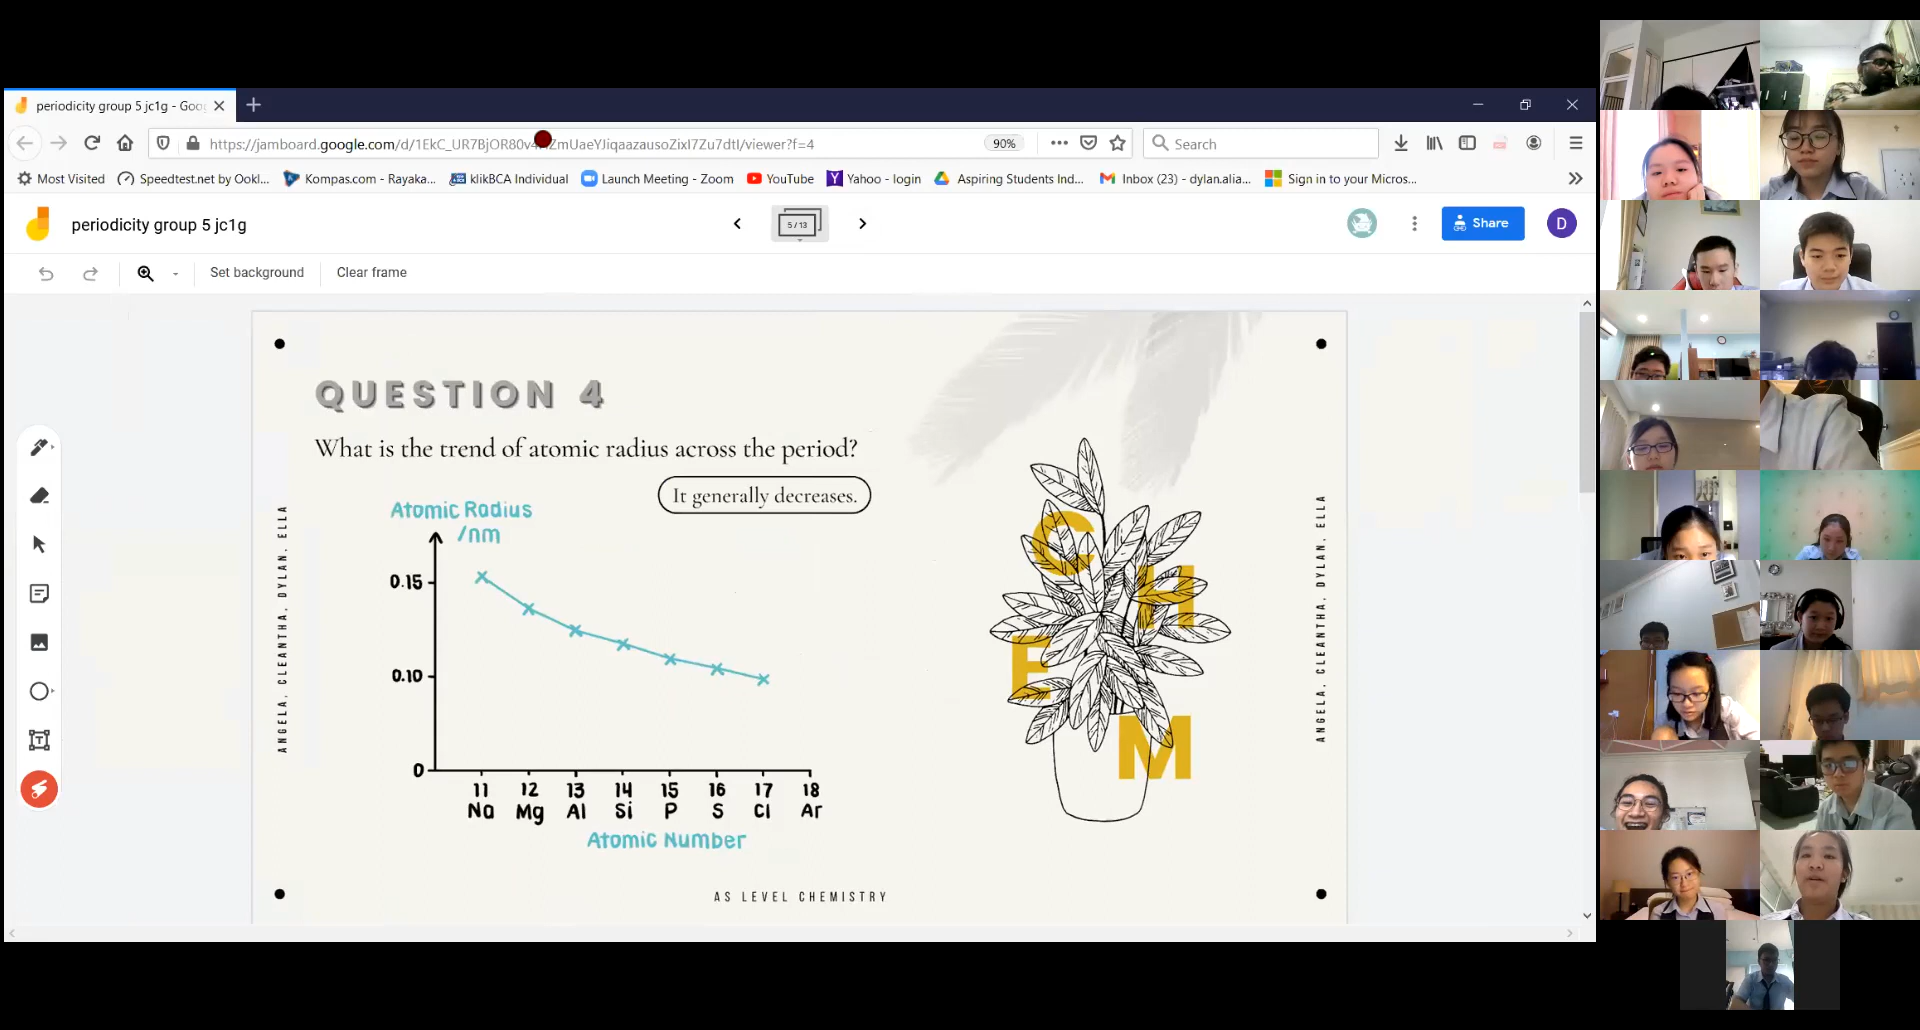 periodicity group 5 jc1g - Goo
https://jamboard.google.com/d/1EkC_UR7BjOR80v4 ZmUaeYJiqaazausoZixI7Zu7dtI/viewer?f=4
90%
Search
Most Visited
Speedtest.net by Ookl...
Kompas.com - Rayaka...
klikBCA Individual
Launch Meeting - Zoom
YouTube
Yahoo - login
Aspiring Students Ind...
Inbox (23) - dylan.alia...
Sign in to your Micros...
periodicity group 5 jc1g
5 / 13
Share
D
Set background
Clear frame
QUESTION 4
What is the trend of atomic radius across the period?
It generally decreases.
Atomic Radius
/nm
0.15
0.10
0
11 12 13 14 15 16 17 18
Na Mg Al Si P S Cl Ar
Atomic Number
ANGELA, CLEANTHA, DYLAN, ELLA
C
H
E
M
ANGELA, CLEANTHA, DYLAN, ELLA
AS LEVEL CHEMISTRY